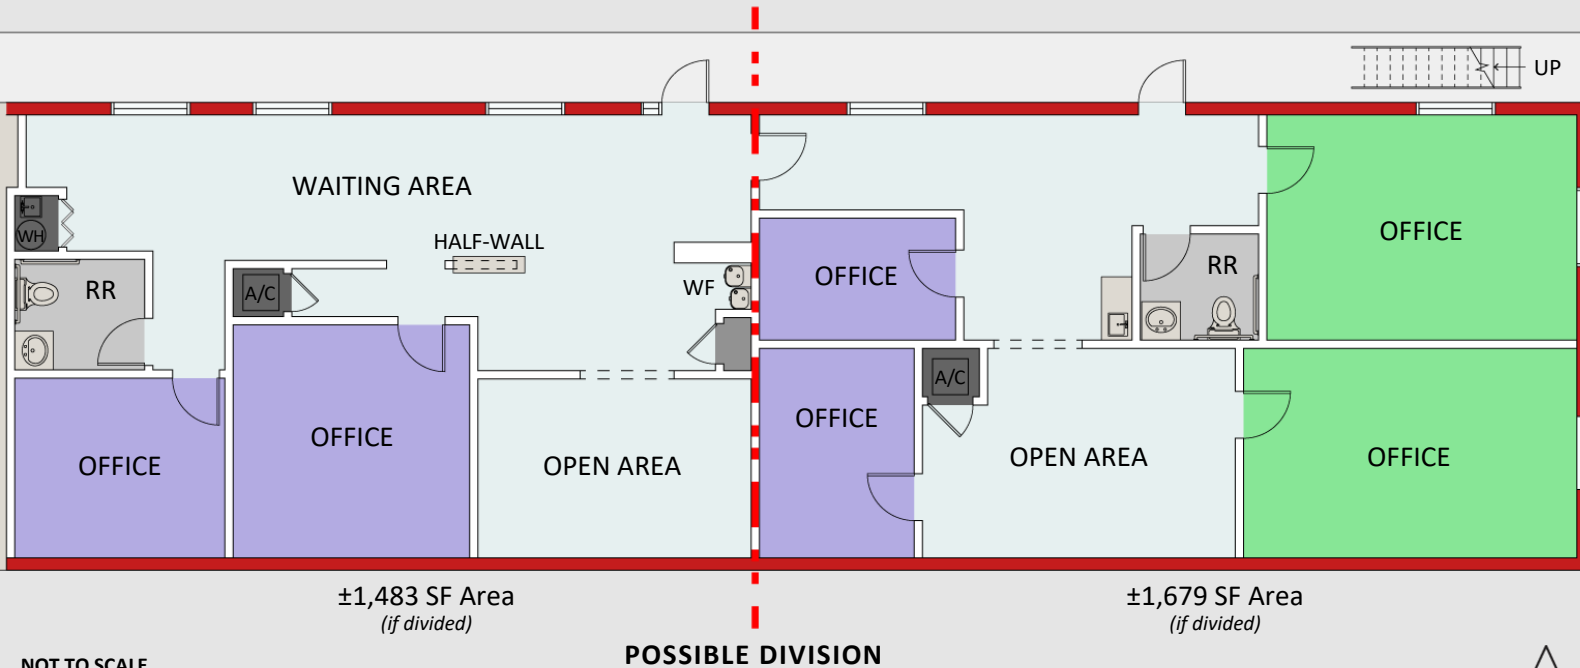 UP
WAITING AREA
WH
HALF-WALL
RR
A/C
WF
OFFICE
OFFICE
OPEN AREA
OFFICE
RR
OFFICE
OFFICE
A/C
OPEN AREA
OFFICE
±1,483 SF Area
(if divided)
±1,679 SF Area
(if divided)
POSSIBLE DIVISION
NOT TO SCALE